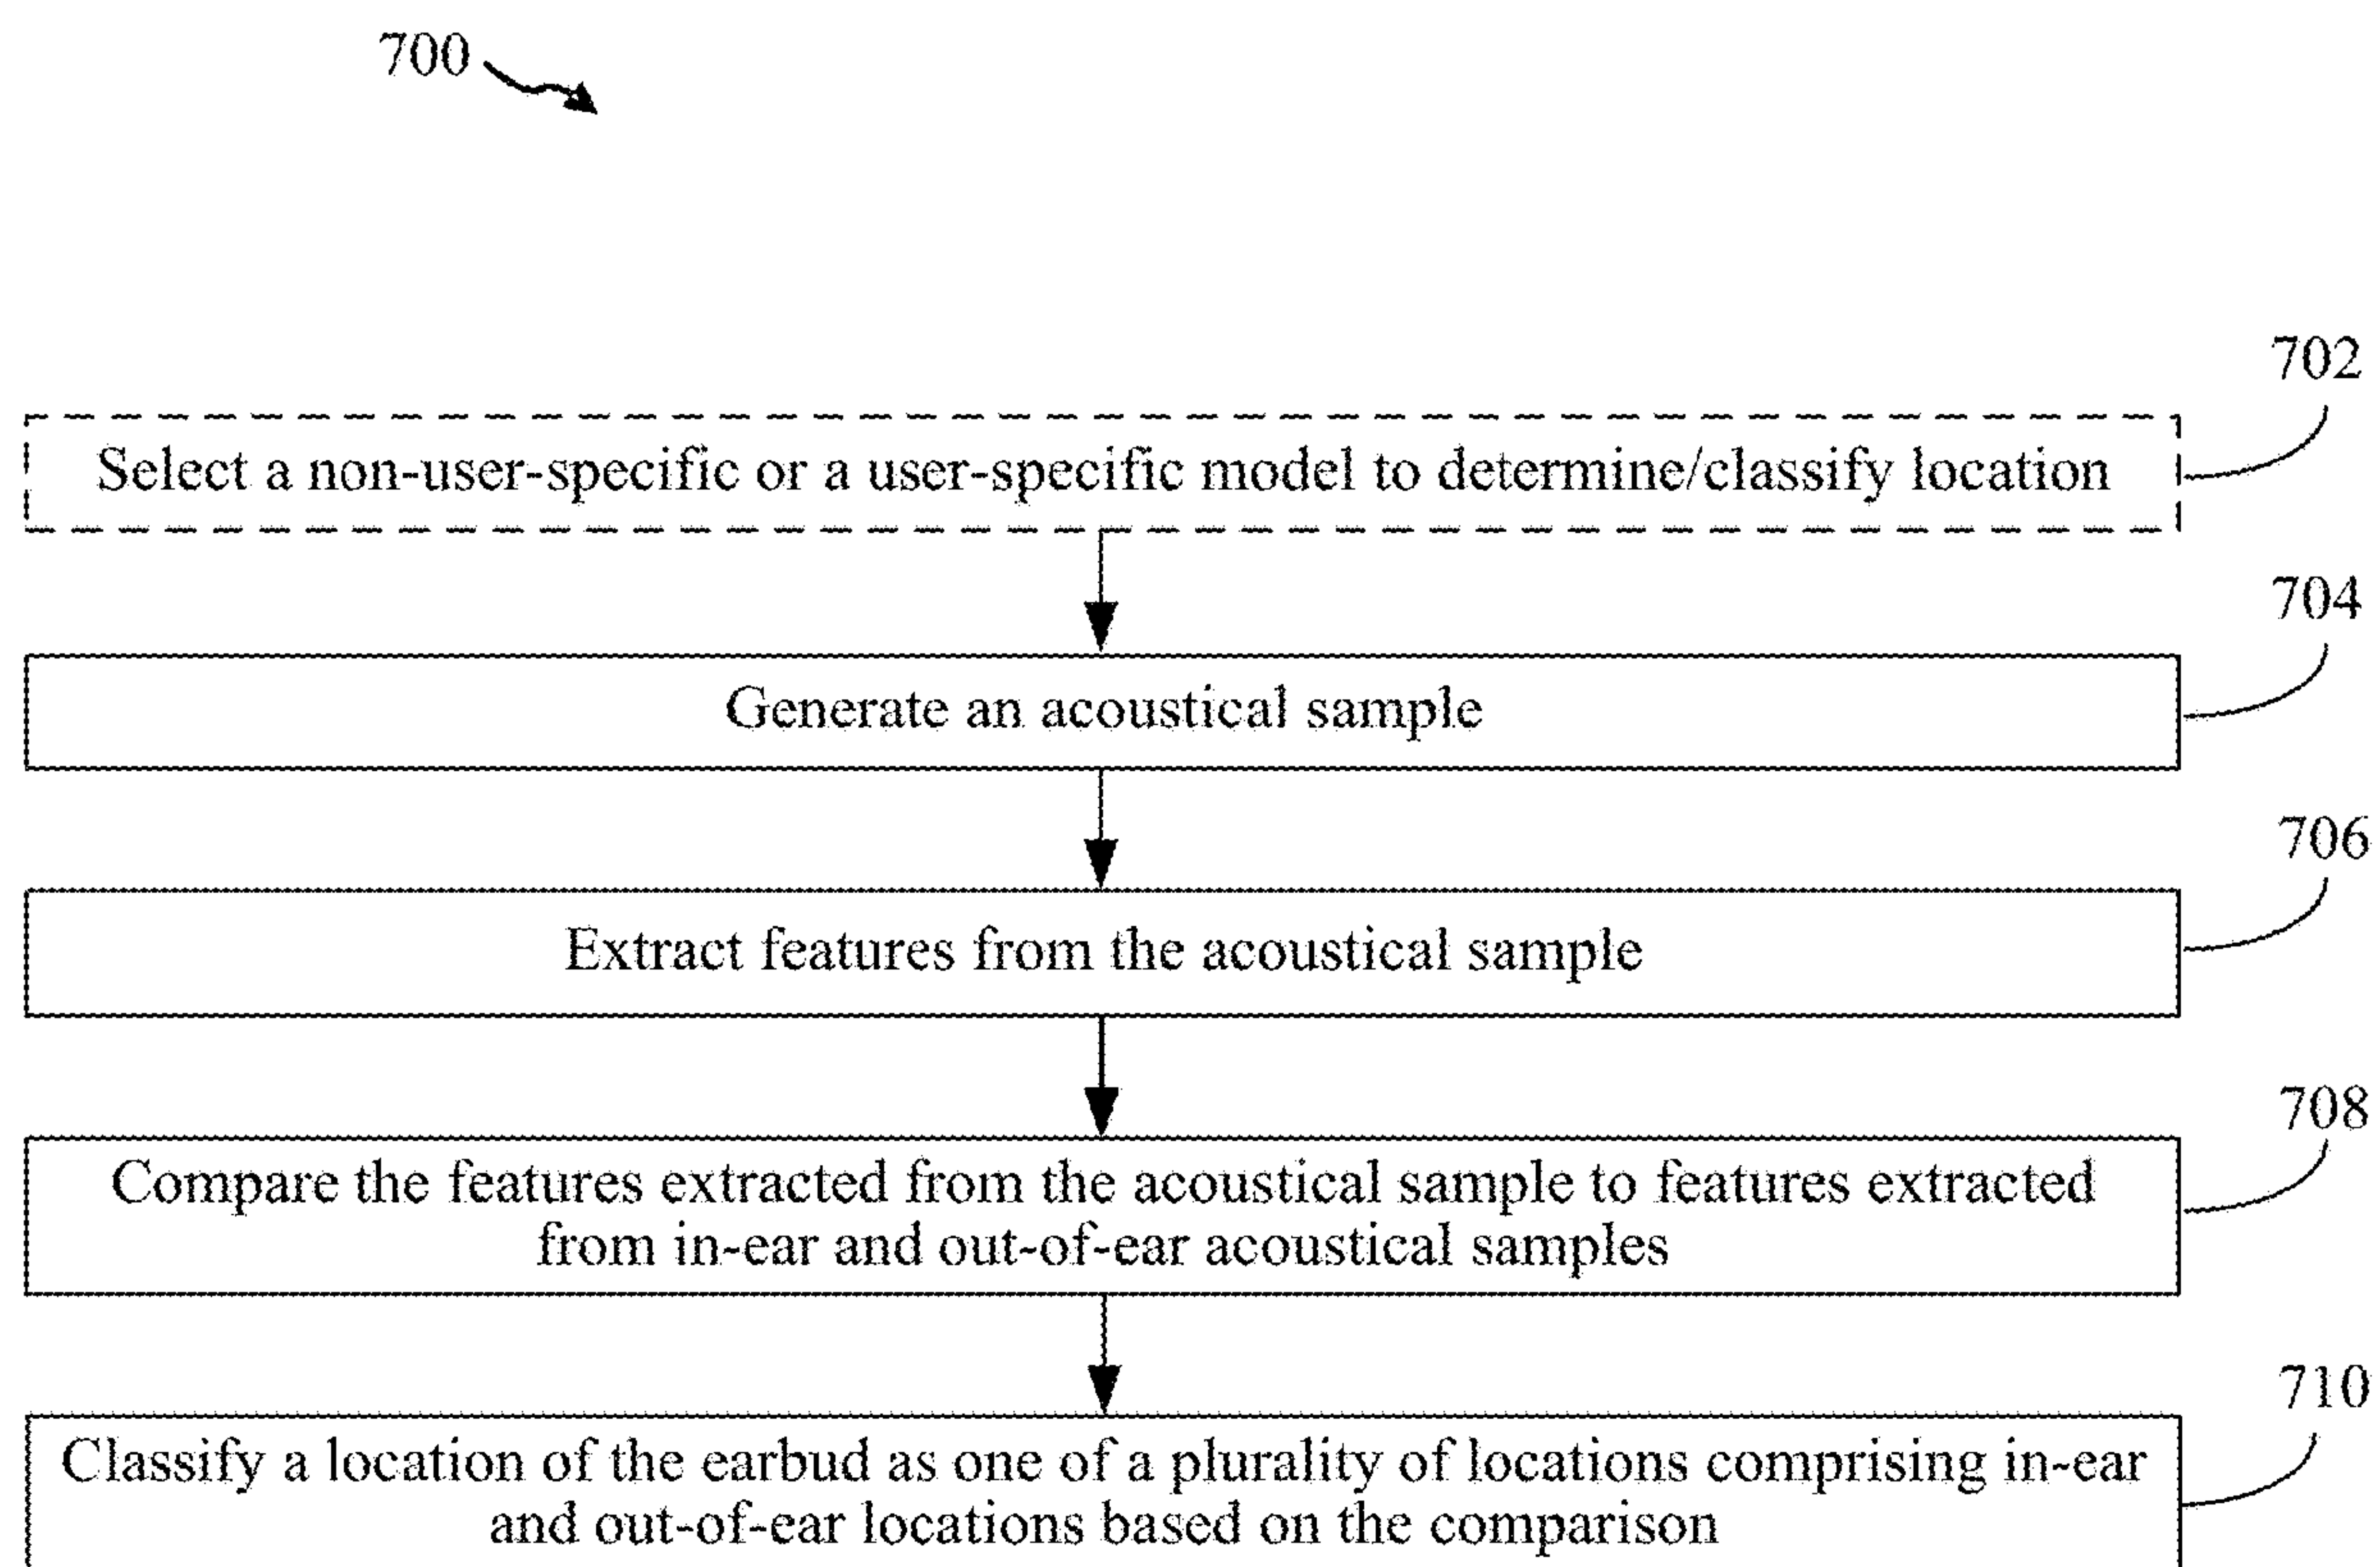 700
702
Select a non-user-specific or a user-specific model to determine/classify location
704
Generate an acoustical sample
706
Extract features from the acoustical sample
708
Compare the features extracted from the acoustical sample to features extracted
from in-ear and out-of-ear acoustical samples
710
Classify a location of the earbud as one of a plurality of locations comprising in-ear
and out-of-ear locations based on the comparison